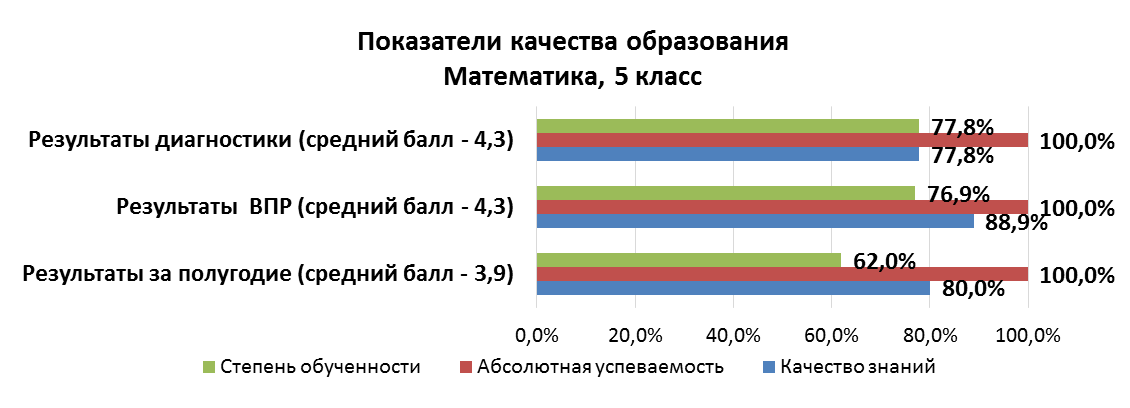 Показатели качества образования
Математика, 5 класс
Результаты диагностики (средний балл - 4,3)
77,8%
100,0%
77,8%
Результаты  ВПР (средний балл - 4,3)
76,9%
100,0%
88,9%
Результаты за полугодие (средний балл - 3,9)
62,0%
100,0%
80,0%
0,0% 20,0% 40,0% 60,0% 80,0% 100,0%
Степень обученности Абсолютная успеваемость Качество знаний